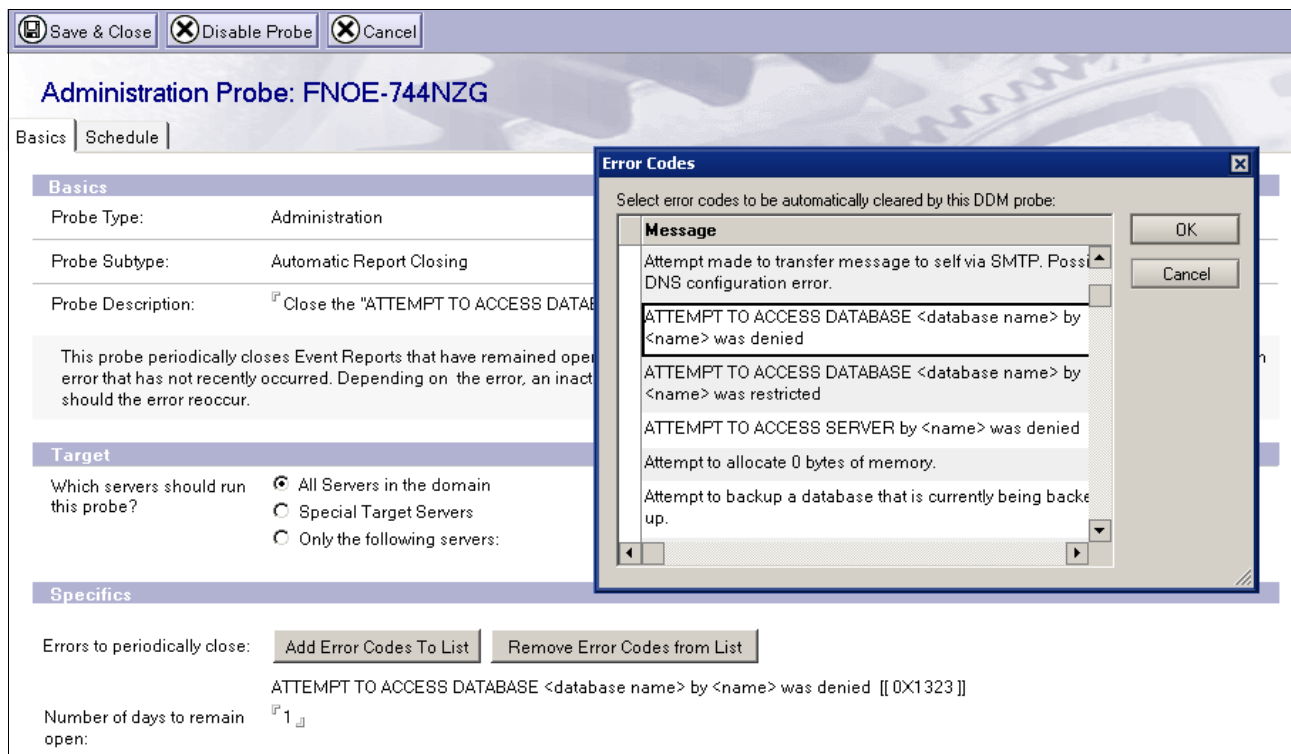 Save & Close
Disable Probe
Cancel
Administration Probe: FNOE-744NZG
Basics
Schedule
Basics
Probe Type: Administration
Probe Subtype: Automatic Report Closing
Probe Description: Close the "ATTEMPT TO ACCESS
This probe periodically closes Event Reports that have remained
error that has not recently occurred. Depending on the error, an
should the error reoccur.
Target
Which servers should run
this probe?
All Servers in the domain
Special Target Servers
Only the following servers:
Specifics
Errors to periodically close:
Add Error Codes To List
Remove Error Codes from List
ATTEMPT TO ACCESS DATABASE <database name> by <name> was denied [[ 0X1323 ]]
Number of days to remain
open:
1
Error Codes
Select error codes to be automatically cleared by this DDM probe:
Message
Attempt made to transfer message to self via SMTP.
DNS configuration error.
ATTEMPT TO ACCESS DATABASE <database name> by
<name> was denied
ATTEMPT TO ACCESS DATABASE <database name> by
<name> was restricted
ATTEMPT TO ACCESS SERVER by <name> was denied
Attempt to allocate 0 bytes of memory.
Attempt to backup a database that is currently being
up.
OK
Cancel